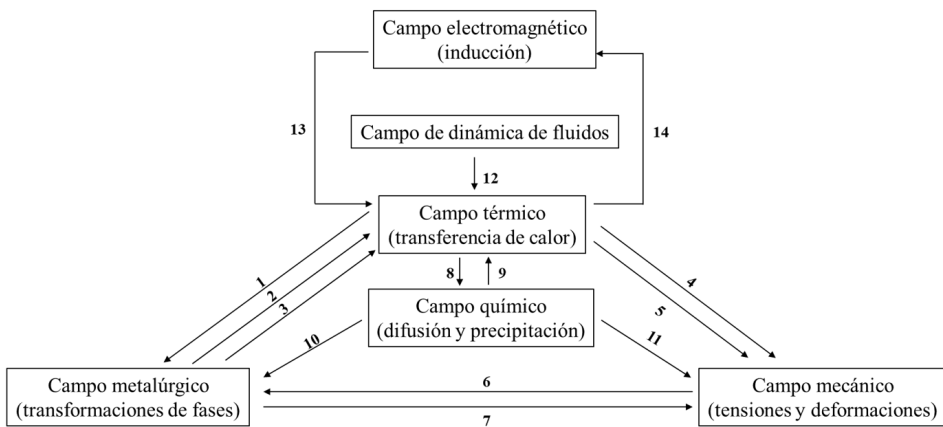 Campo electromagnético
(inducción)
13
Campo de dinámica de fluidos
14
12
Campo térmico
(transferencia de calor)
1
2
3
8
9
4
5
Campo químico
(difusión y precipitación)
10
11
Campo metalúrgico
(transformaciones de fases)
6
7
Campo mecánico
(tensiones y deformaciones)